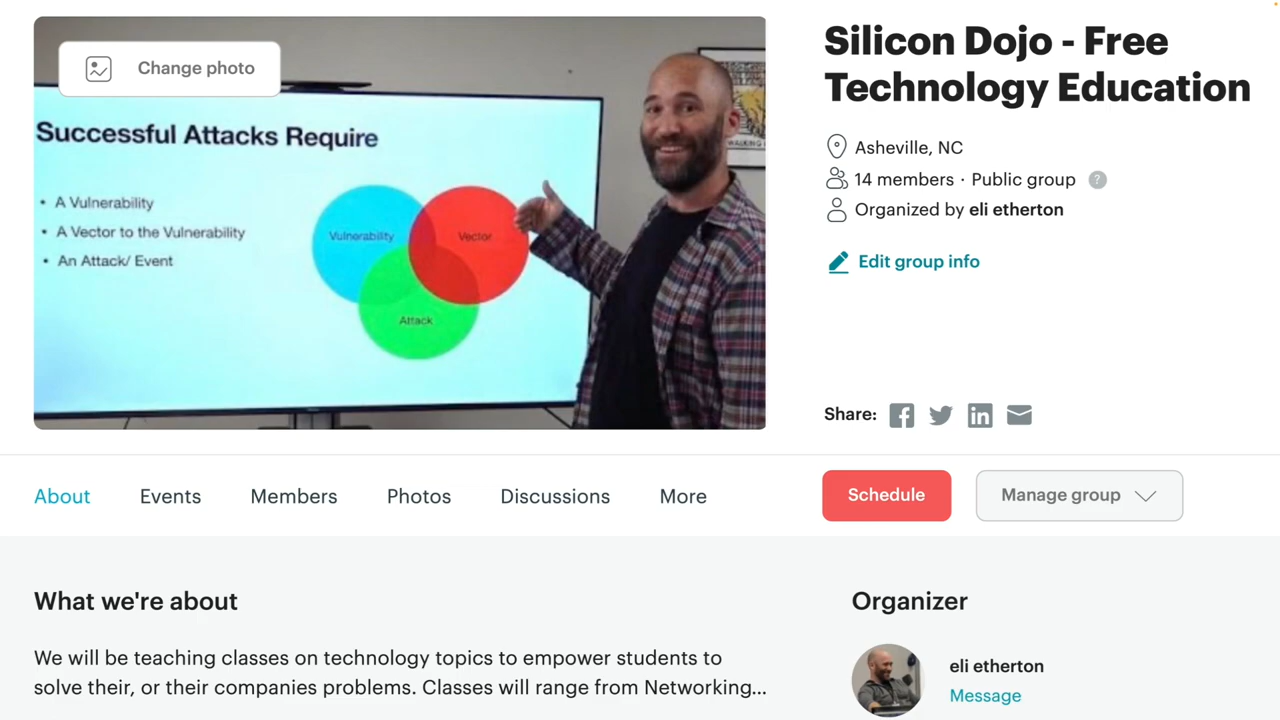 Change photo
Successful Attacks Require
• A Vulnerability
• A Vector to the Vulnerability
• An Attack/ Event
Vulnerability
Vector
Attack
WALKING
Silicon Dojo - Free
Technology Education
Asheville, NC
14 members · Public group ?
Organized by eli etherton
Edit group info
Share:
About
Events
Members
Photos
Discussions
More
Schedule
Manage group
What we're about
We will be teaching classes on technology topics to empower students to
solve their, or their companies problems. Classes will range from Networking...
Organizer
eli etherton
Message